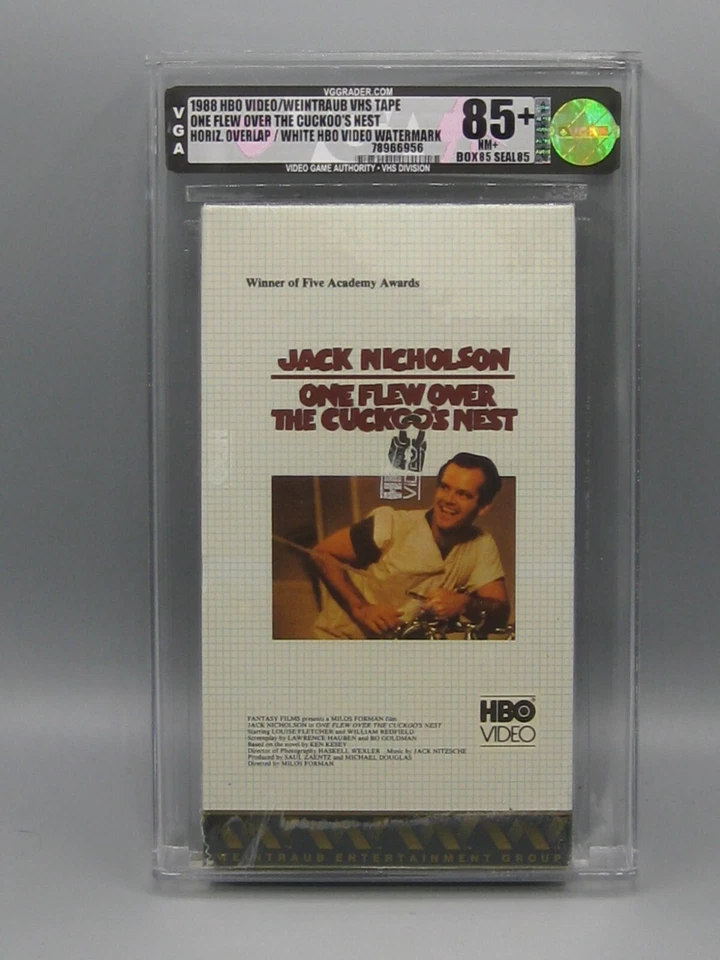 VGGRADER.COM
VGA
1988 HBO VIDEO/WEINTRAUB VHS TAPE
ONE FLEW OVER THE CUCKOO'S NEST
HORIZ. OVERLAP / WHITE HBO VIDEO WATERMARK
78966956
85+
NM+
BOX 85 SEAL 85
VIDEO GAME AUTHORITY • VHS DIVISION
Winner of Five Academy Awards
JACK NICHOLSON
ONE FLEW OVER
THE CUCKOO'S NEST
HBO
VIDEO
FANTASY FILMS presents a MILOS FORMAN film
JACK NICHOLSON in ONE FLEW OVER THE CUCKOO'S NEST
Starring LOUISE FLETCHER and WILLIAM REDFIELD
Screenplay by LAWRENCE HAUBEN and BO GOLDMAN
Based on the novel by KEN KESEY
Director of Photography HASKELL WEXLER Music by JACK NITZSCHE
Produced by SAUL ZAENTZ and MICHAEL DOUGLAS
Directed by MILOS FORMAN
HBO
VIDEO
WEINTRAUB ENTERTAINMENT GROUP